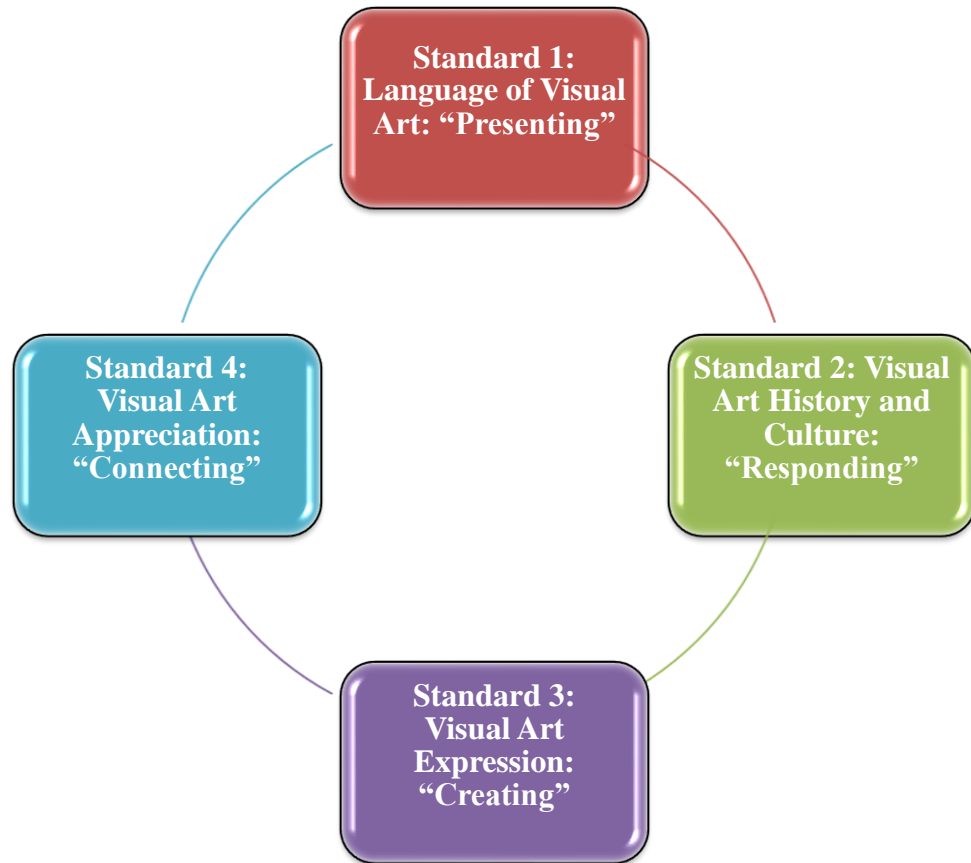 Standard 1:
Language of Visual
Art: “Presenting”
Standard 2: Visual
Art History and
Culture:
“Responding”
Standard 3:
Visual Art
Expression:
“Creating”
Standard 4:
Visual Art
Appreciation:
“Connecting”